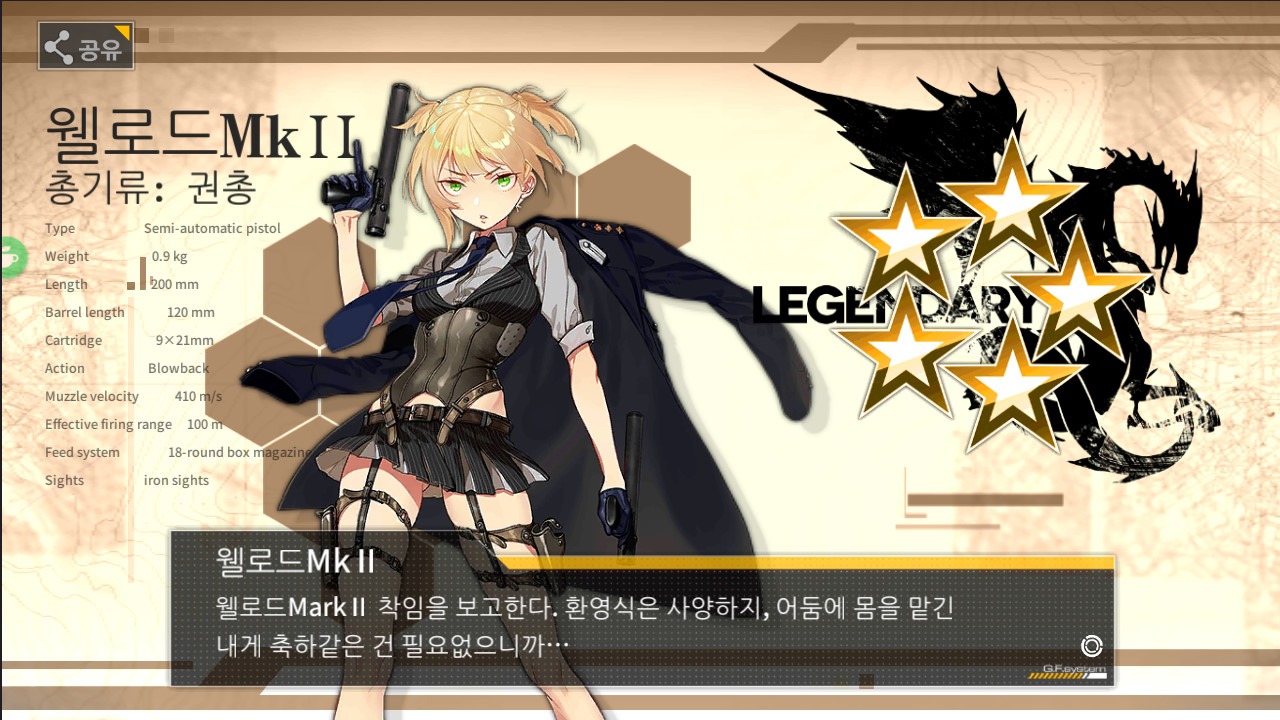 공유
웰로드MkⅡ
총기류: 권총
Type Semi-automatic pistol
Weight 0.9 kg
Length 200 mm
Barrel length 120 mm
Cartridge 9×21mm
Action Blowback
Muzzle velocity 410 m/s
Effective firing range 100 m
Feed system 18-round box magazine
Sights iron sights
LEGENDARY
웰로드MkⅡ
웰로드MarkⅡ 착임을 보고한다. 환영식은 사양하지, 어둠에 몸을 맡긴
내게 축하같은 건 필요없으니까…
G.F.system